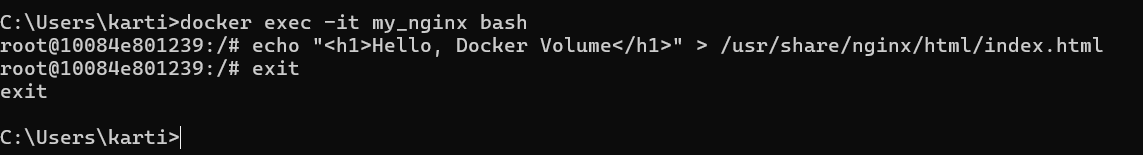 C:\Users\karti>docker exec -it my_nginx bash
root@10084e801239:/# echo "<h1>Hello, Docker Volume</h1>" > /usr/share/nginx/html/index.html
root@10084e801239:/# exit
exit
C:\Users\karti>